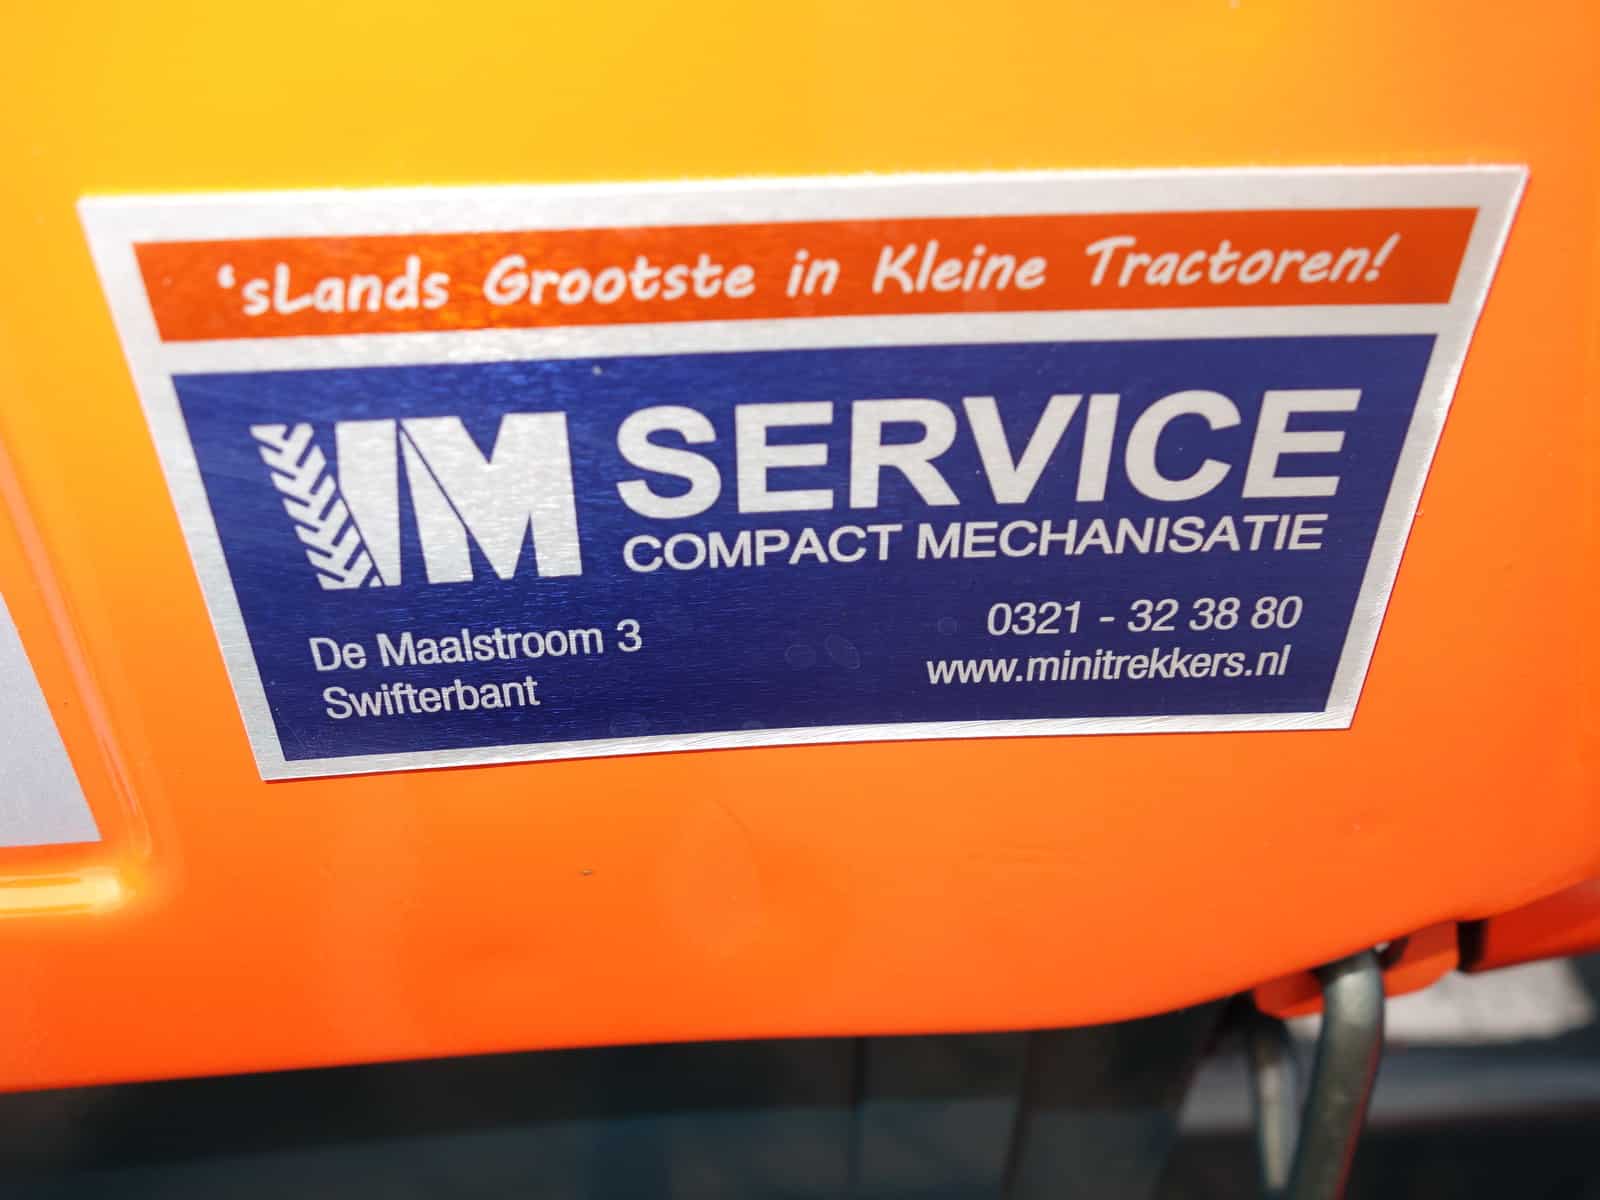 'sLands Grootste in Kleine Tractoren!
VM SERVICE
COMPACT MECHANISATIE
De Maalstroom 3
Swifterbant
0321 - 32 38 80
www.minitrekkers.nl